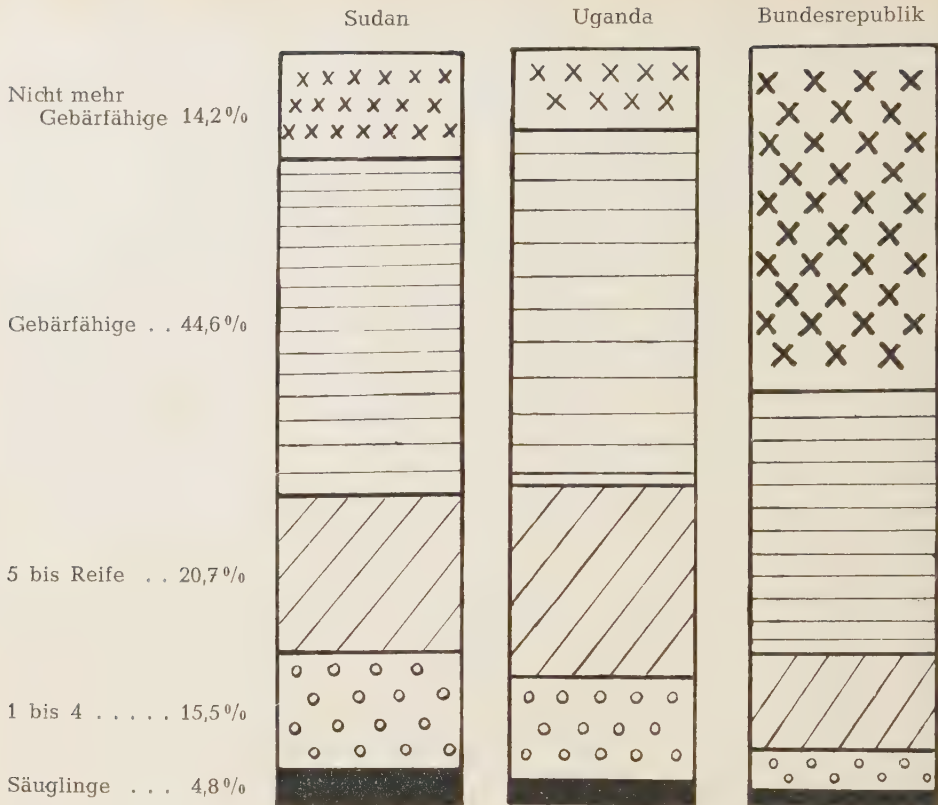 Sudan Uganda Bundesrepublik
Nicht mehr
Gebärfähige 14,2%
Gebärfähige . . 44,6%
5 bis Reife . . 20,7%
1 bis 4 . . . . . 15,5%
Säuglinge . . . 4,8%